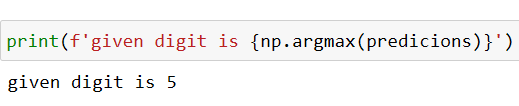 print(f'given digit is {np.argmax(predicions)}')
given digit is 5